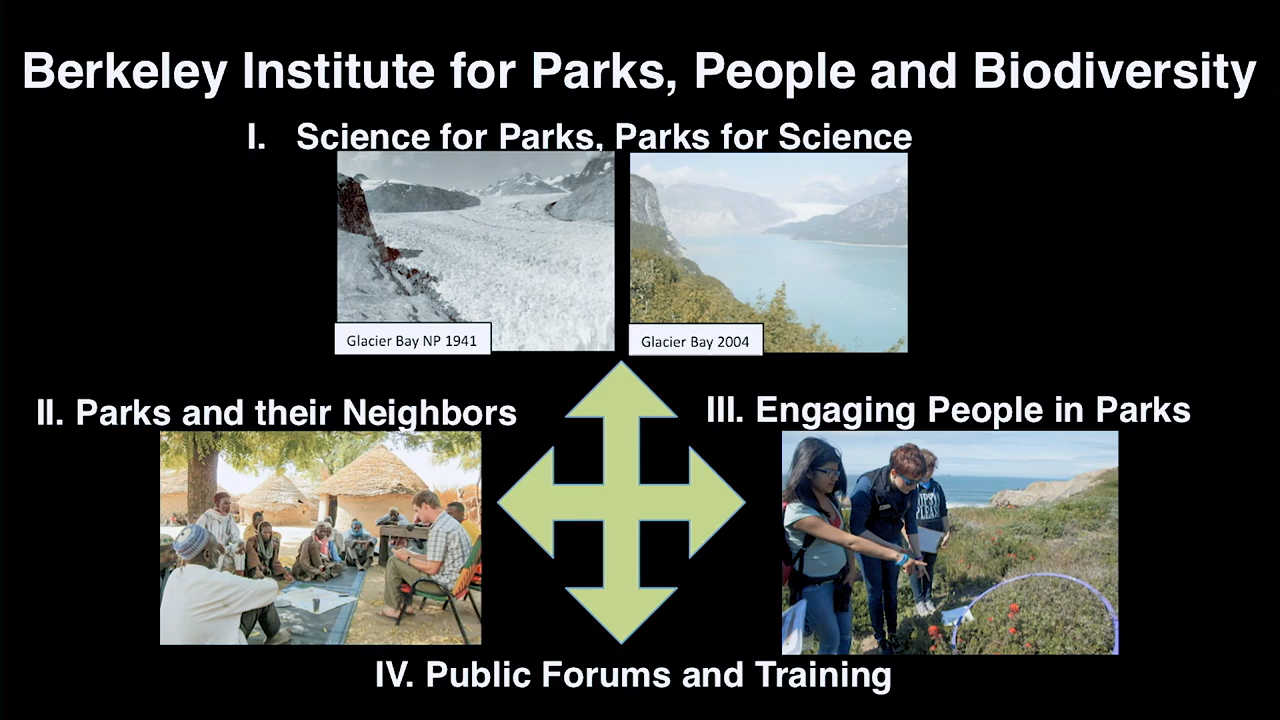 Berkeley Institute for Parks, People and Biodiversity
I. Science for Parks, Parks for Science
Glacier Bay NP 1941
Glacier Bay 2004
II. Parks and their Neighbors
III. Engaging People in Parks
IV. Public Forums and Training